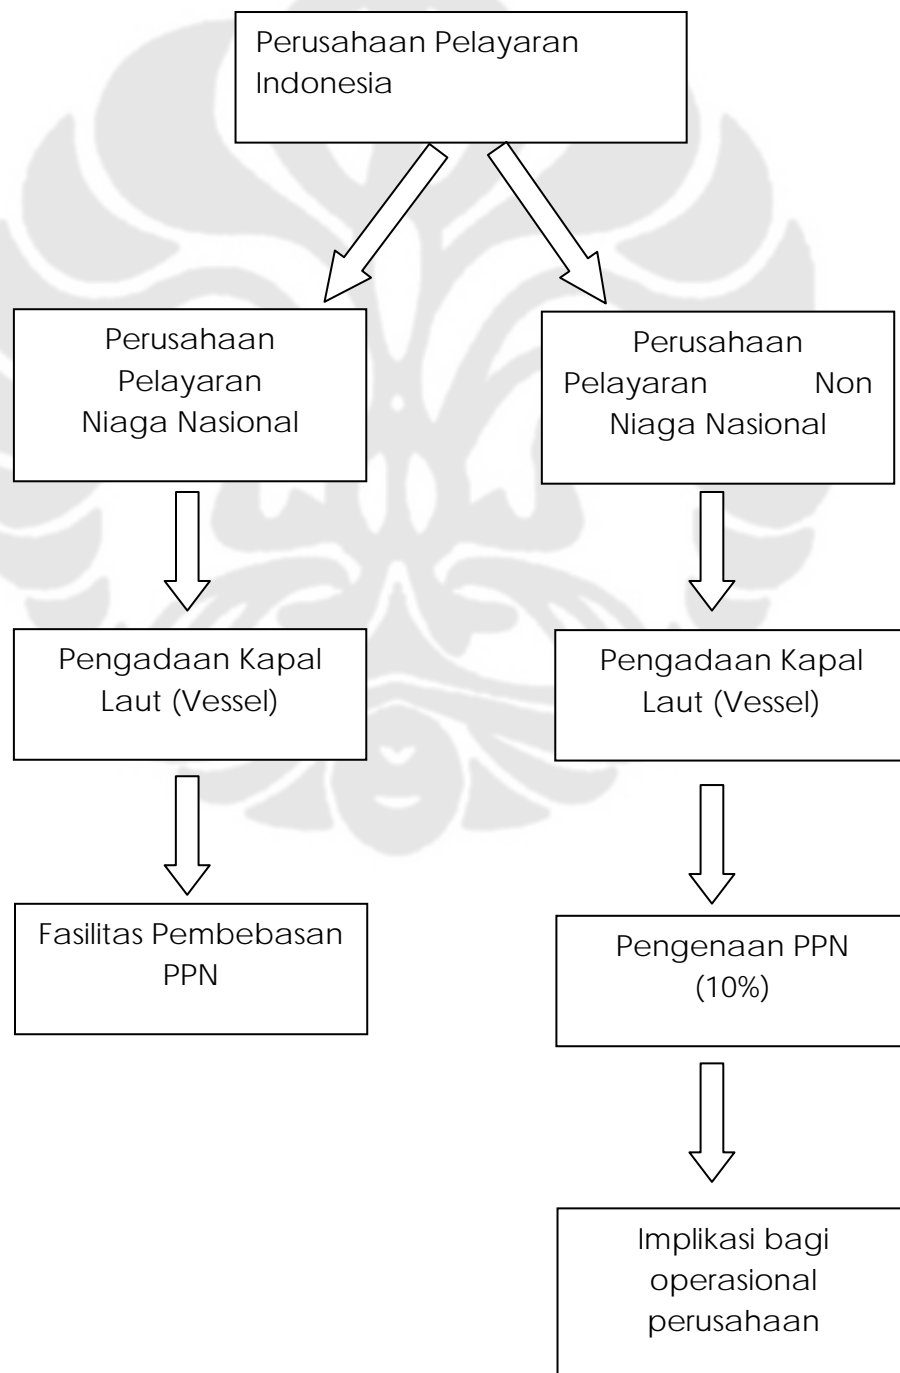 Perusahaan Pelayaran
Indonesia
Perusahaan
Pelayaran
Niaga Nasional
Perusahaan
Pelayaran Non
Niaga Nasional
Pengadaan Kapal
Laut (Vessel)
Pengadaan Kapal
Laut (Vessel)
Fasilitas Pembebasan
PPN
Pengenaan PPN
(10%)
Implikasi bagi
operasional
perusahaan